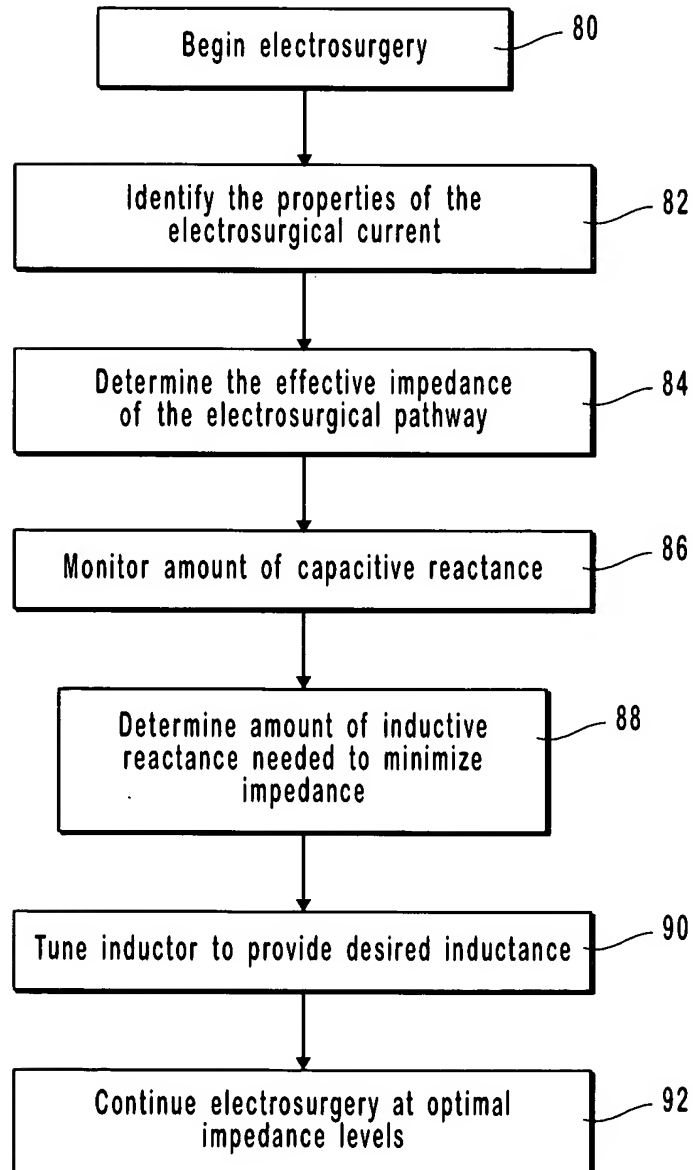 Begin electrosurgery
80
Identify the properties of the
electrosurgical current
82
Determine the effective impedance
of the electrosurgical pathway
84
Monitor amount of capacitive reactance
86
Determine amount of inductive
reactance needed to minimize
impedance
88
Tune inductor to provide desired inductance
90
Continue electrosurgery at optimal
impedance levels
92